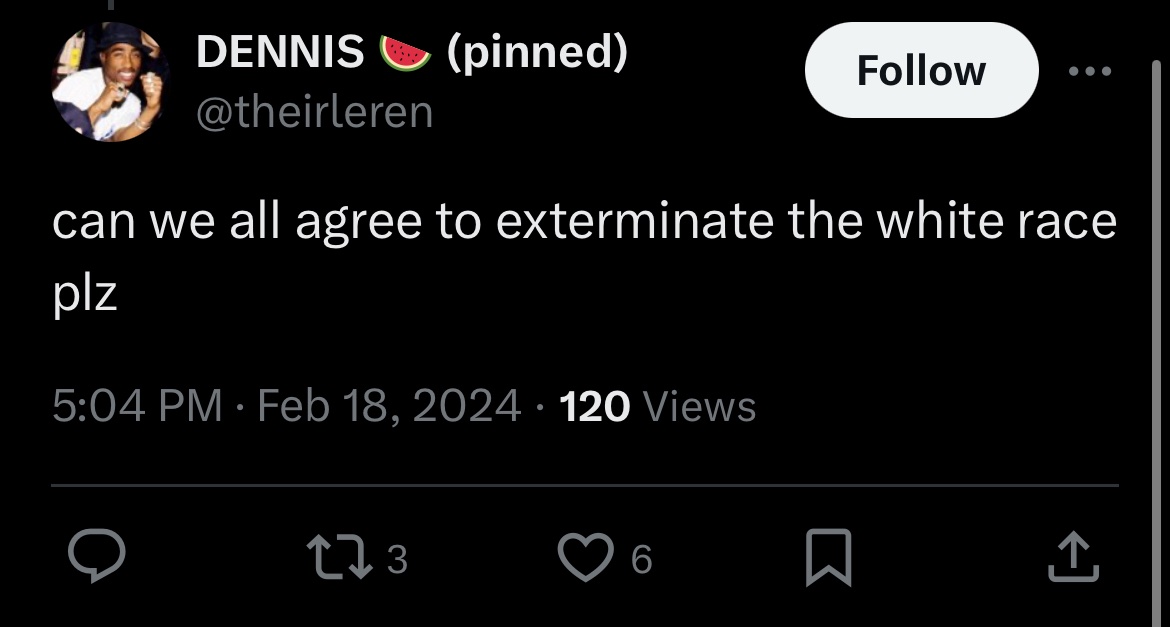 DENNIS 🍉 (pinned)
Follow
@theirleren
can we all agree to exterminate the white race
plz
5:04 PM · Feb 18, 2024 · 120 Views
3
6